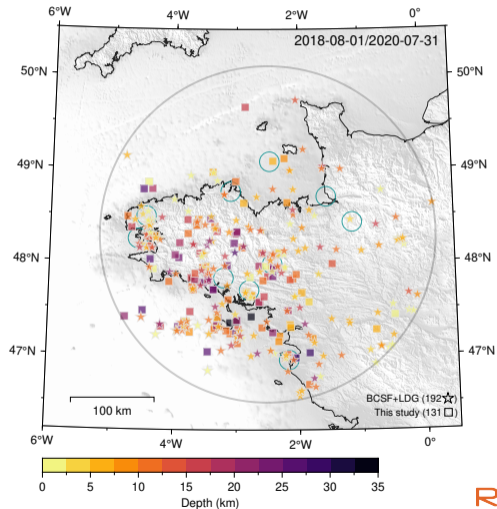 6°W 4°W 2°W 0°
2018-08-01/2020-07-31
50°N 50°N
49°N 49°N
48°N 48°N
47°N 47°N
BCSF+LDG (192☆)
100 km This study (131□)
6°W 4°W 2°W 0°
0 5 10 15 20 25 30 35
Depth (km)
R